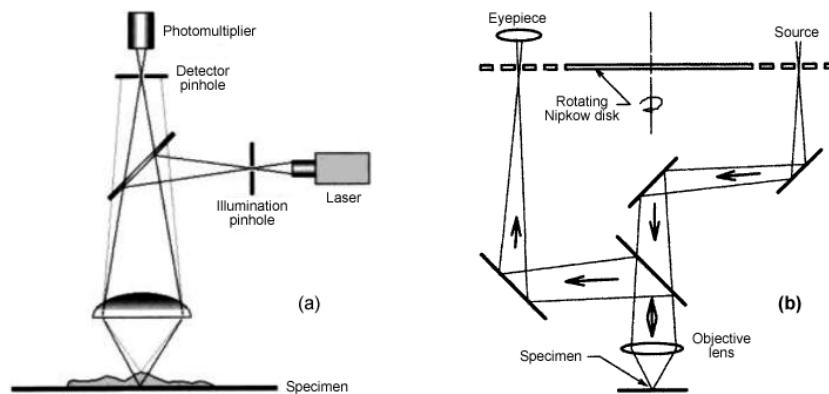 Photomultiplier
Detector
pinhole
Illumination
pinhole
Laser
(a)
Specimen
Eyepiece
Source
Rotating
Nipkow disk
(b)
Objective
lens
Specimen